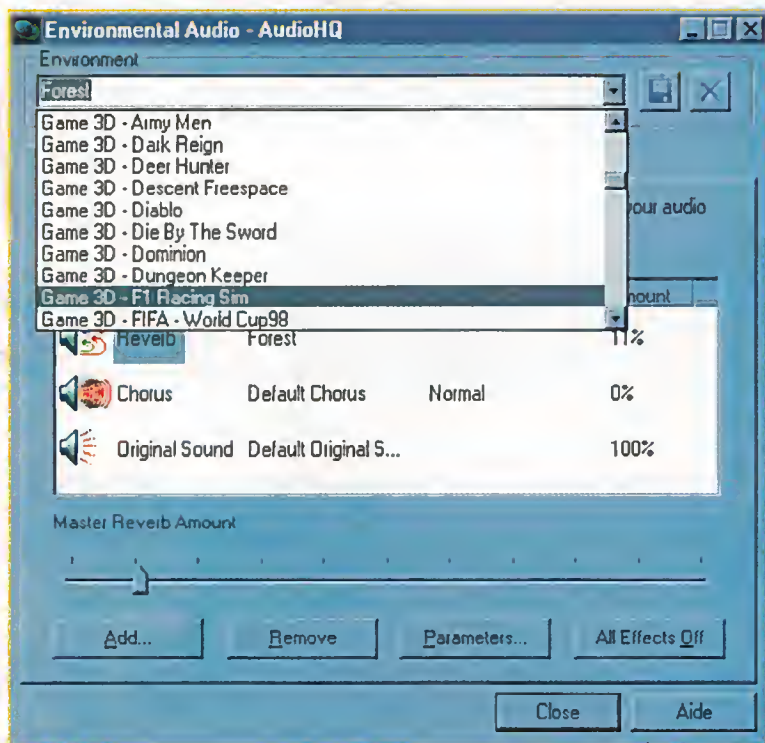 Environmental Audio - AudioHQ
Environment
Forest
Game 3D - Army Men
Game 3D - Dark Reign
Game 3D - Deer Hunter
Game 3D - Descent Freespace
Game 3D - Diablo
Game 3D - Die By The Sword
Game 3D - Dominion
Game 3D - Dungeon Keeper
Game 3D - F1 Racing Sim
Game 3D - FIFA - World Cup98
your audio
mount
Reverb Forest 11%
Chorus Default Chorus Normal 0%
Original Sound Default Original S... 100%
Master Reverb Amount
Add... Remove Parameters... All Effects Off
Close Aide